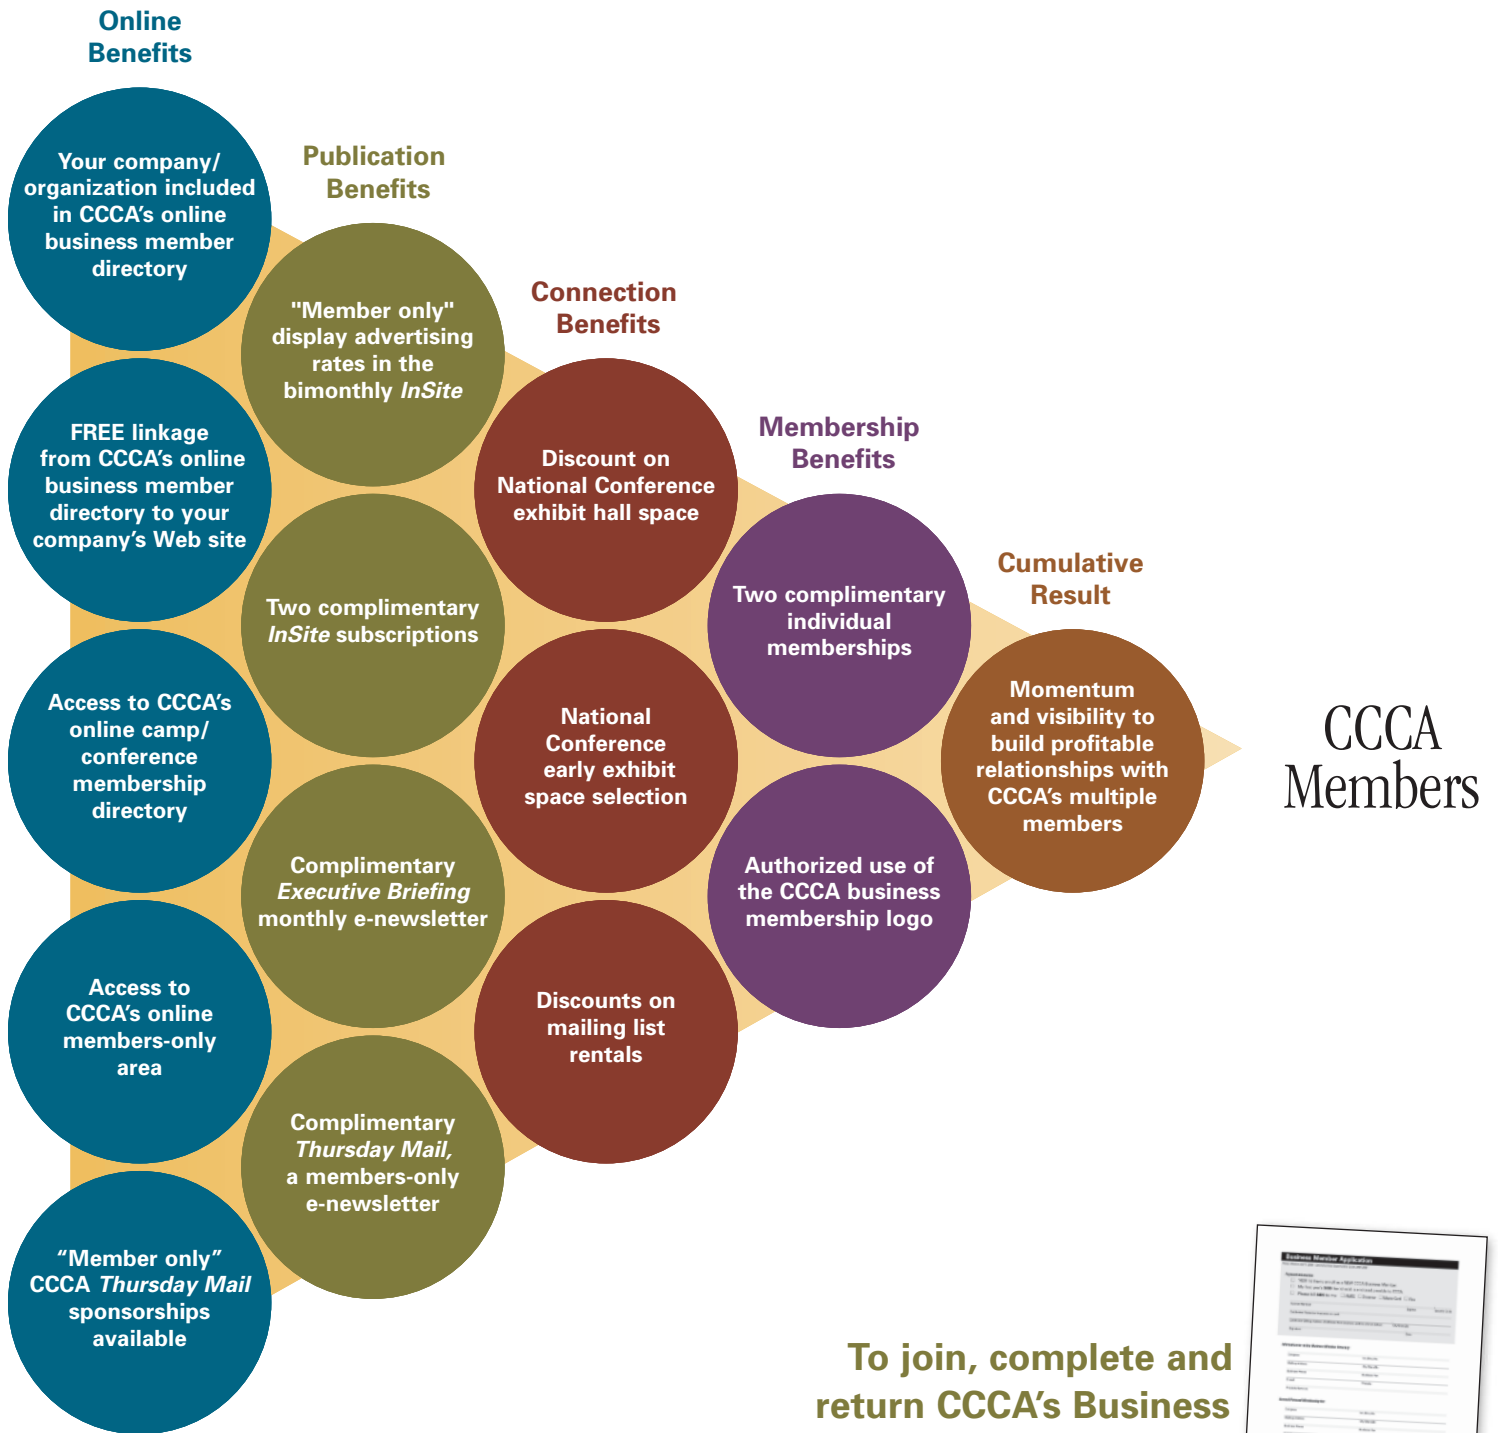 Online
Benefits
Your company/
organization included
in CCCA’s online
business member
directory
FREE linkage
from CCCA’s online
business member
directory to your
company’s Web site
Access to CCCA’s
online camp/
conference
membership
directory
Access to
CCCA’s online
members-only
area
“Member only”
CCCA Thursday Mail
sponsorships
available
Publication
Benefits
"Member only"
display advertising
rates in the
bimonthly InSite
Two complimentary
InSite subscriptions
Complimentary
Executive Briefing
monthly e-newsletter
Complimentary
Thursday Mail,
a members-only
e-newsletter
Connection
Benefits
Discount on
National Conference
exhibit hall space
National
Conference
early exhibit
space selection
Discounts on
mailing list
rentals
Membership
Benefits
Two complimentary
individual
memberships
Authorized use of
the CCCA business
membership logo
Cumulative
Result
Momentum
and visibility to
build profitable
relationships with
CCCA’s multiple
members
CCCA
Members
To join, complete and
return CCCA’s Business
Business Member Application